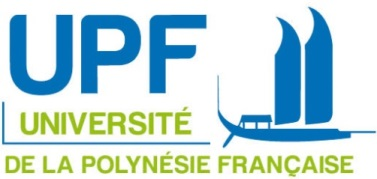 UPF
UNIVERSITÉ
DE LA POLYNÉSIE FRANÇAISE